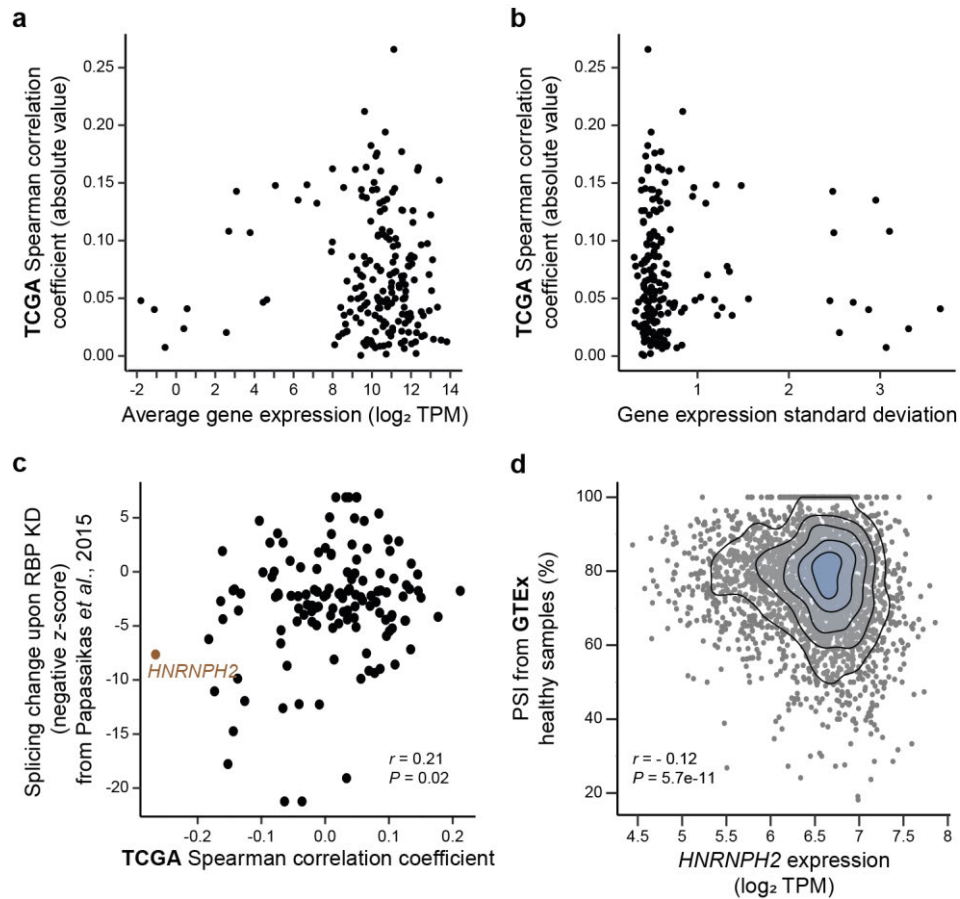 a
TCGA Spearman correlation
coefficient (absolute value)
0.25
0.20
0.15
0.10
0.05
0.00
-2 0 2 4 6 8 10 12 14
Average gene expression (log₂ TPM)
b
TCGA Spearman correlation
coefficient (absolute value)
0.25
0.20
0.15
0.10
0.05
0.00
1 2 3
Gene expression standard deviation
c
Splicing change upon RBP KD
(negative z-score)
from Papasaikas et al., 2015
5
0
-5
-10
-15
-20
HNRNPH2
r = 0.21
P = 0.02
-0.2 -0.1 0.0 0.1 0.2
TCGA Spearman correlation coefficient
d
PSI from GTEx
healthy samples (%)
100
80
60
40
20
r = - 0.12
P = 5.7e-11
4.5 5 5.5 6 6.5 7 7.5 8
HNRNPH2 expression
(log₂ TPM)